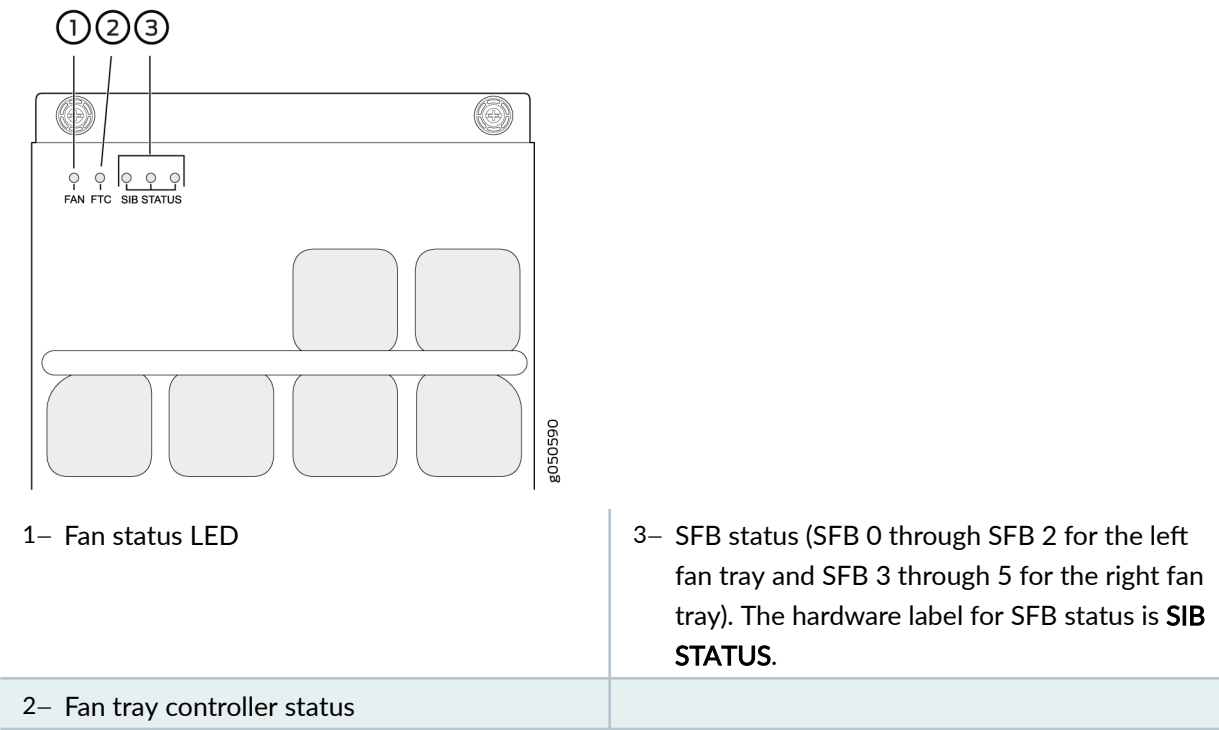 1 2 3
FAN FTC SIB STATUS
g050590
1– Fan status LED
3– SFB status (SFB 0 through SFB 2 for the left
fan tray and SFB 3 through 5 for the right fan
tray). The hardware label for SFB status is SIB
STATUS.
2– Fan tray controller status